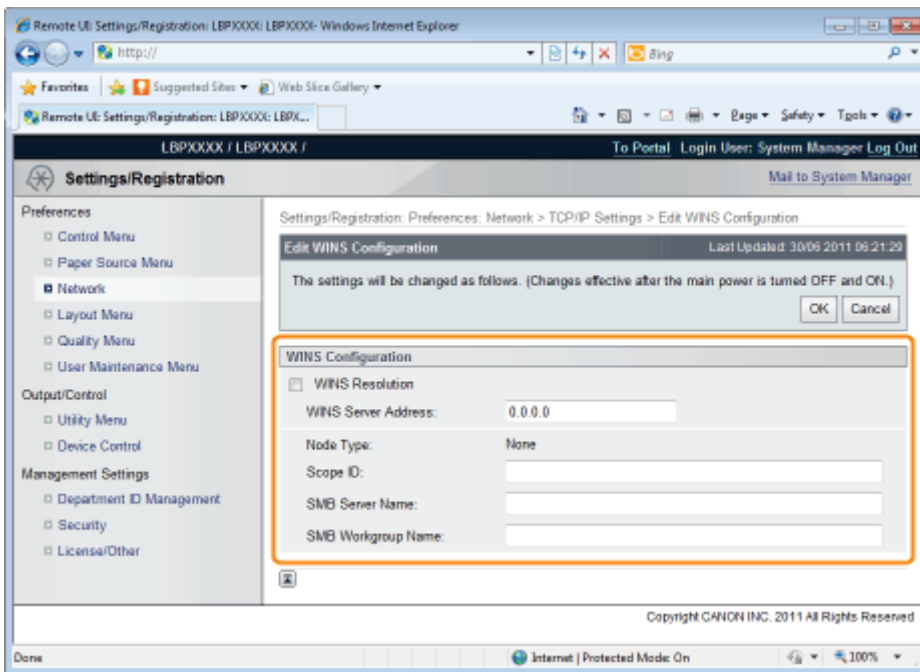 Remote UI: Settings/Registration: LBPXXXX: LBPXXXX- Windows Internet Explorer
http://
Bing
Favorites
Suggested Sites
Web Slice Gallery
Remote UI: Settings/Registration: LBPXXXX: LBPX...
Page
Safety
Tools
LBPXXXX / LBPXXXX /
To Portal Login User: System Manager Log Out
Settings/Registration
Mail to System Manager
Preferences
Control Menu
Paper Source Menu
Network
Layout Menu
Quality Menu
User Maintenance Menu
Output/Control
Utility Menu
Device Control
Management Settings
Department ID Management
Security
License/Other
Settings/Registration: Preferences: Network > TCP/IP Settings > Edit WINS Configuration
Edit WINS Configuration
Last Updated: 30/06 2011 06:21:29
The settings will be changed as follows. (Changes effective after the main power is turned OFF and ON.)
OK
Cancel
WINS Configuration
WINS Resolution
WINS Server Address: 0.0.0.0
Node Type: None
Scope ID:
SMB Server Name:
SMB Workgroup Name:
Copyright CANON INC. 2011 All Rights Reserved
Done
Internet | Protected Mode: On
100%